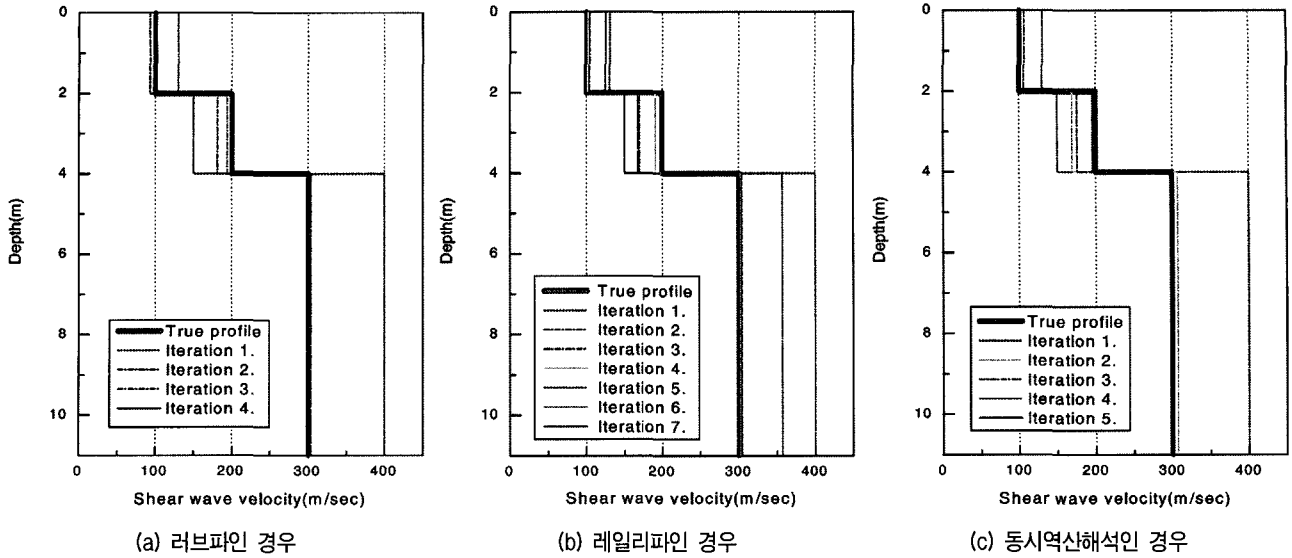 0
2
4
6
8
10
Depth(m)
True profile
Iteration 1.
Iteration 2.
Iteration 3.
Iteration 4.
0
100
200
300
400
Shear wave velocity(m/sec)
(a) 러브파인 경우
0
2
4
6
8
10
Depth(m)
True profile
Iteration 1.
Iteration 2.
Iteration 3.
Iteration 4.
Iteration 5.
Iteration 6.
Iteration 7.
0
100
200
300
400
Shear wave velocity(m/sec)
(b) 레일리파인 경우
0
2
4
6
8
10
Depth(m)
True profile
Iteration 1.
Iteration 2.
Iteration 3.
Iteration 4.
Iteration 5.
0
100
200
300
400
Shear wave velocity(m/sec)
(c) 동시역산해석인 경우